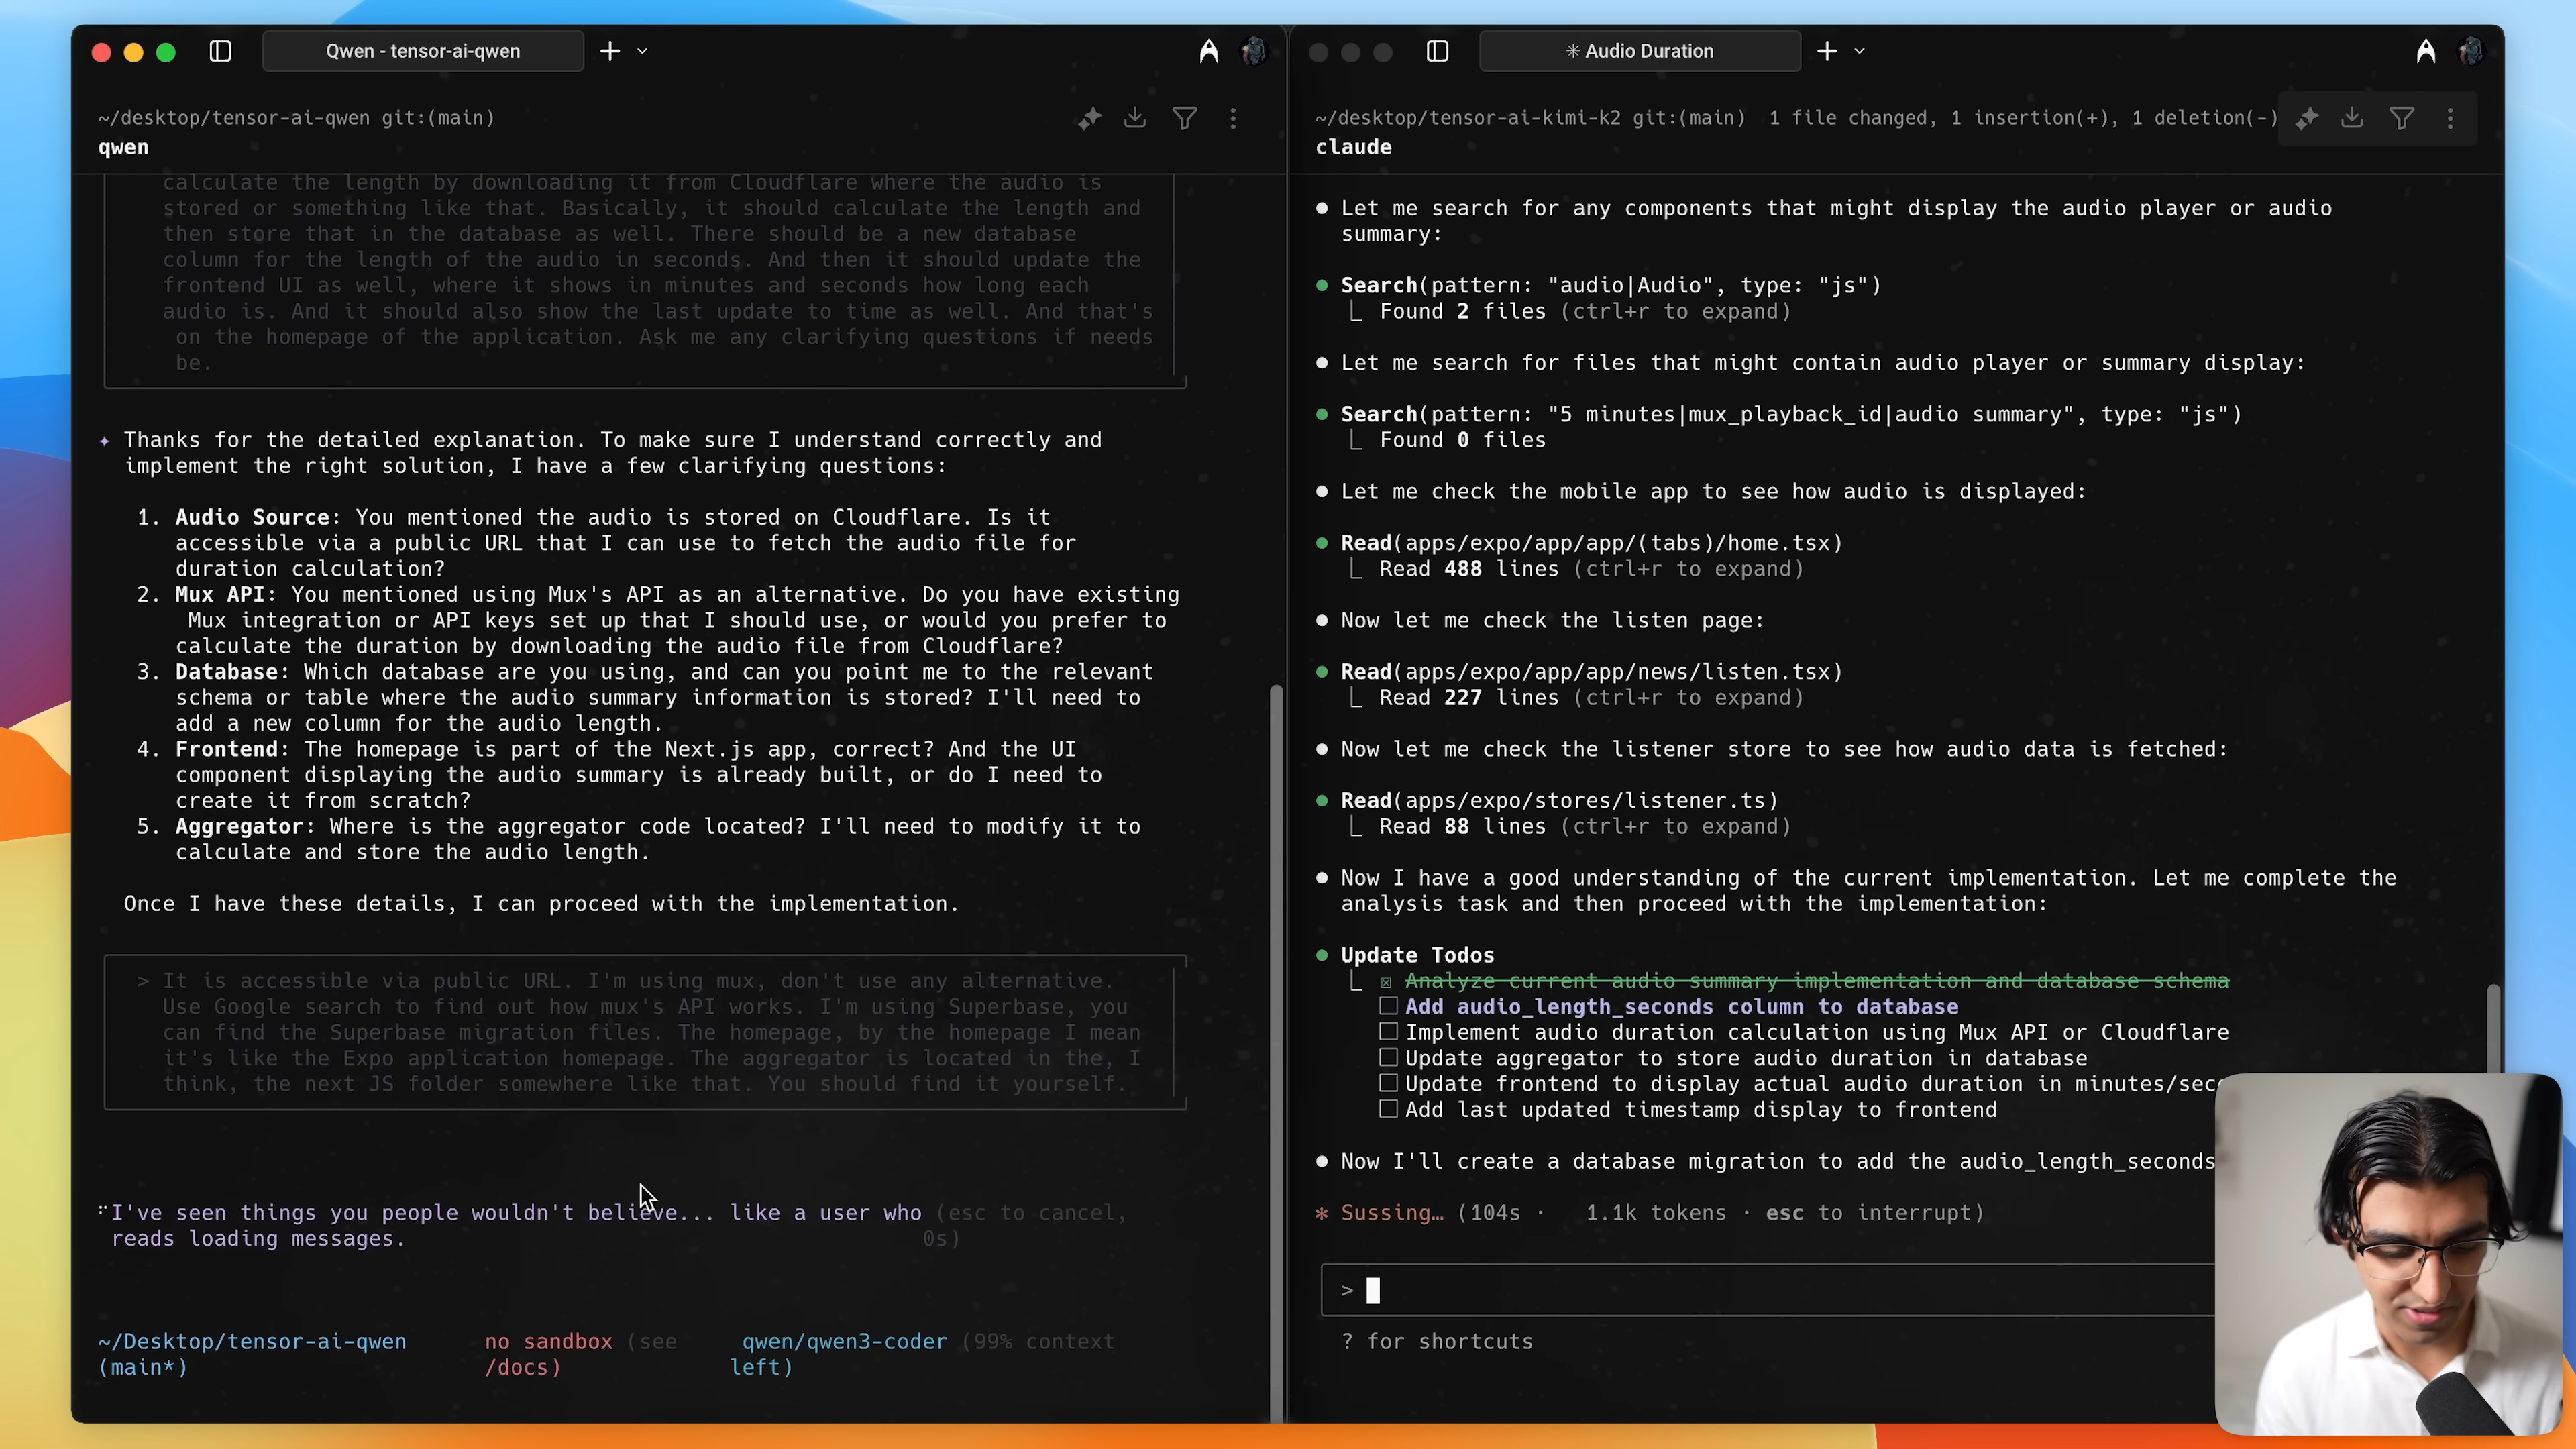 Qwen - tensor-ai-qwen
~/desktop/tensor-ai-qwen git:(main)
qwen
calculate the length by downloading it from Cloudflare where the audio is
stored or something like that. Basically, it should calculate the length and
then store that in the database as well. There should be a new database
column for the length of the audio in seconds. And then it should update the
frontend UI as well, where it shows in minutes and seconds how long each
audio is. And it should also show the last update to time as well. And that's
on the homepage of the application. Ask me any clarifying questions if needs
be.
✦ Thanks for the detailed explanation. To make sure I understand correctly and
implement the right solution, I have a few clarifying questions:
1. Audio Source: You mentioned the audio is stored on Cloudflare. Is it
accessible via a public URL that I can use to fetch the audio file for
duration calculation?
2. Mux API: You mentioned using Mux's API as an alternative. Do you have existing
Mux integration or API keys set up that I should use, or would you prefer to
calculate the duration by downloading the audio file from Cloudflare?
3. Database: Which database are you using, and can you point me to the relevant
schema or table where the audio summary information is stored? I'll need to
add a new column for the audio length.
4. Frontend: The homepage is part of the Next.js app, correct? And the UI
component displaying the audio summary is already built, or do I need to
create it from scratch?
5. Aggregator: Where is the aggregator code located? I'll need to modify it to
calculate and store the audio length.
Once I have these details, I can proceed with the implementation.
> It is accessible via public URL. I'm using mux, don't use any alternative.
Use Google search to find out how mux's API works. I'm using Superbase, you
can find the Superbase migration files. The homepage, by the homepage I mean
it's like the Expo application homepage. The aggregator is located in the, I
think, the next JS folder somewhere like that. You should find it yourself.
I've seen things you people wouldn't believe... like a user who (esc to cancel,
reads loading messages. 0s)
~/Desktop/tensor-ai-qwen no sandbox (see qwen/qwen3-coder (99% context
(main*) /docs) left)
✳ Audio Duration
~/desktop/tensor-ai-kimi-k2 git:(main) 1 file changed, 1 insertion(+), 1 deletion(-)
claude
● Let me search for any components that might display the audio player or audio
summary:
● Search(pattern: "audio|Audio", type: "js")
⎿ Found 2 files (ctrl+r to expand)
● Let me search for files that might contain audio player or summary display:
● Search(pattern: "5 minutes|mux_playback_id|audio summary", type: "js")
⎿ Found 0 files
● Let me check the mobile app to see how audio is displayed:
● Read(apps/expo/app/app/(tabs)/home.tsx)
⎿ Read 488 lines (ctrl+r to expand)
● Now let me check the listen page:
● Read(apps/expo/app/app/news/listen.tsx)
⎿ Read 227 lines (ctrl+r to expand)
● Now let me check the listener store to see how audio data is fetched:
● Read(apps/expo/stores/listener.ts)
⎿ Read 88 lines (ctrl+r to expand)
● Now I have a good understanding of the current implementation. Let me complete the
analysis task and then proceed with the implementation:
● Update Todos
⎿ ☒ Analyze current audio summary implementation and database schema
☐ Add audio_length_seconds column to database
☐ Implement audio duration calculation using Mux API or Cloudflare
☐ Update aggregator to store audio duration in database
☐ Update frontend to display actual audio duration in minutes/sec
☐ Add last updated timestamp display to frontend
● Now I'll create a database migration to add the audio_length_seconds
✻ Sussing… (104s · 1.1k tokens · esc to interrupt)
>
? for shortcuts